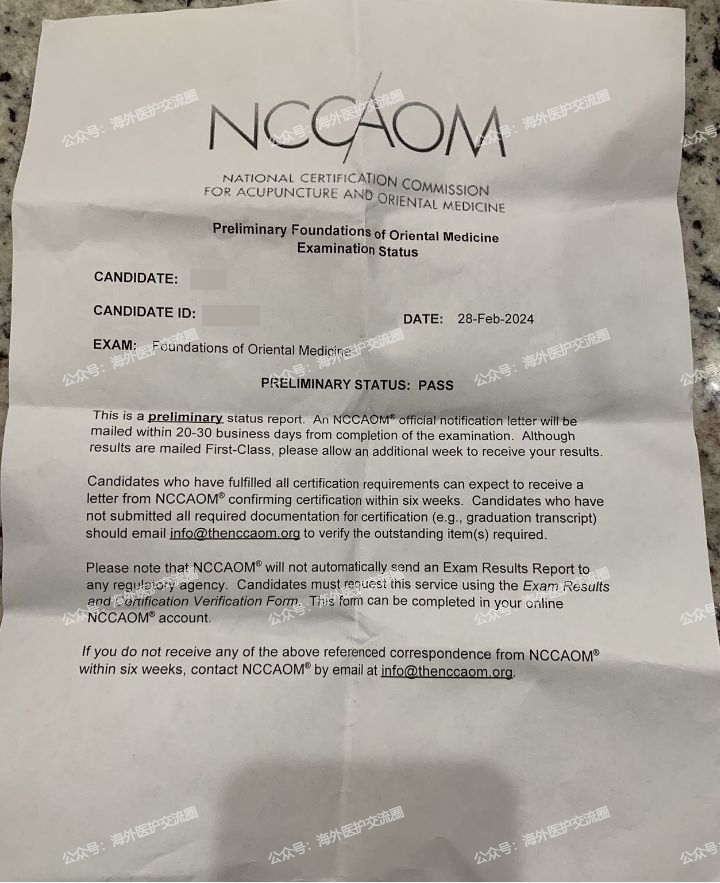 NCCAOM
NATIONAL CERTIFICATION COMMISSION
FOR ACUPUNCTURE AND ORIENTAL MEDICINE
Preliminary Foundations of Oriental Medicine
Examination Status
CANDIDATE:
CANDIDATE ID:
DATE: 28-Feb-2024
EXAM: Foundations of Oriental Medicine
PRELIMINARY STATUS: PASS
This is a preliminary status report. An NCCAOM® official notification letter will be
mailed within 20-30 business days from completion of the examination. Although
results are mailed First-Class, please allow an additional week to receive your results.
Candidates who have fulfilled all certification requirements can expect to receive a
letter from NCCAOM® confirming certification within six weeks. Candidates who have
not submitted all required documentation for certification (e.g., graduation transcript)
should email info@thenccaom.org to verify the outstanding item(s) required.
Please note that NCCAOM® will not automatically send an Exam Results Report to
any regulatory agency. Candidates must request this service using the Exam Results
and Certification Verification Form. This form can be completed in your online
NCCAOM® account.
If you do not receive any of the above referenced correspondence from NCCAOM®
within six weeks, contact NCCAOM® by email at info@thenccaom.org.
公众号：海外医护交流圈